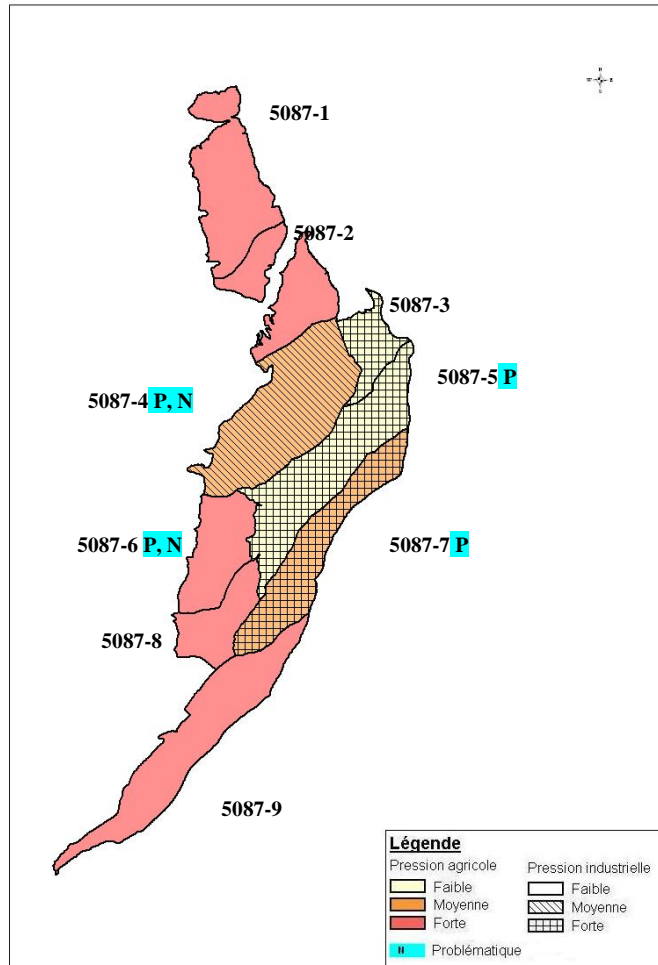 N
W E
S
5087-1
5087-2
5087-3
5087-5 P
5087-4 P, N
5087-6 P, N
5087-7 P
5087-8
5087-9
Légende
Pression agricole
Faible
Moyenne
Forte
Pression industrielle
Faible
Moyenne
Forte
N Problématique